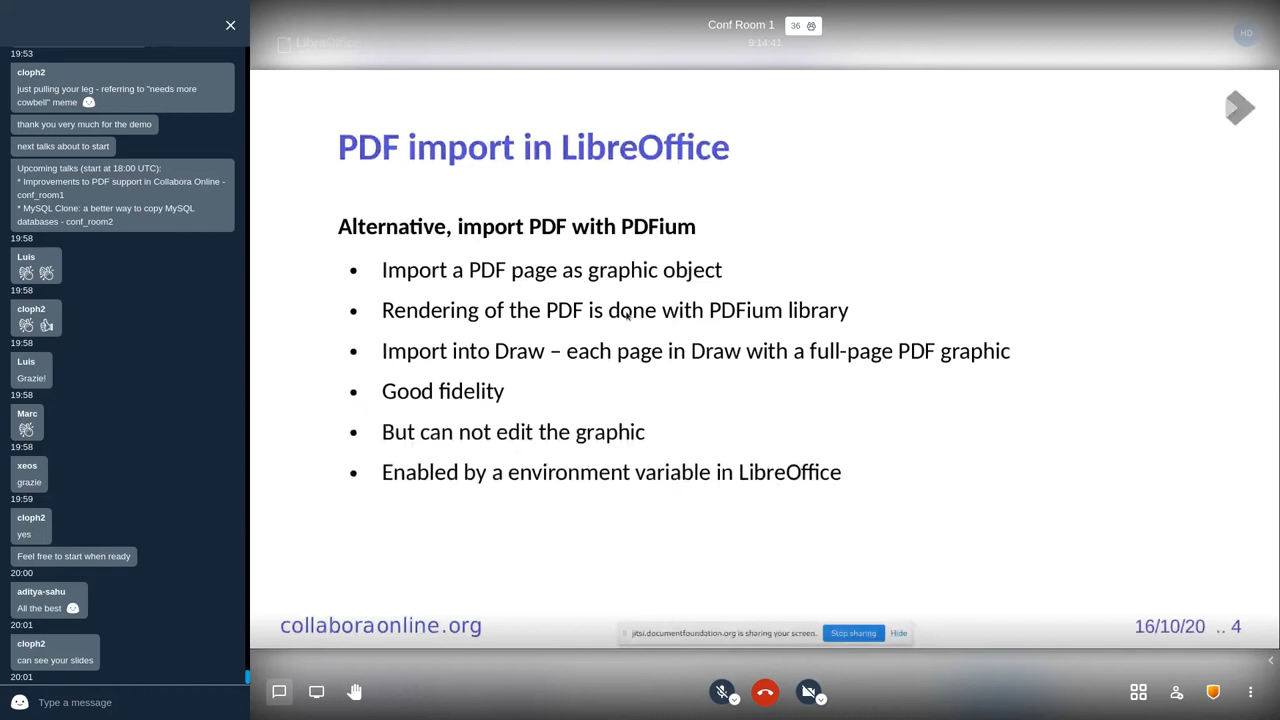 19:53
cloph2
just pulling your leg - referring to "needs more
cowbell" meme
thank you very much for the demo
next talks about to start
Upcoming talks (start at 18:00 UTC):
* Improvements to PDF support in Collabora Online -
conf_room1
* MySQL Clone: a better way to copy MySQL
databases - conf_room2
19:58
Luis
19:58
cloph2
19:58
Luis
Grazie!
19:58
Marc
19:58
xeos
grazie
19:59
cloph2
yes
Feel free to start when ready
20:00
aditya-sahu
All the best
20:01
cloph2
can see your slides
20:01
Type a message
Conf Room 1
36
9:14:41
LibreOffice
HD
PDF import in LibreOffice
Alternative, import PDF with PDFium
• Import a PDF page as graphic object
• Rendering of the PDF is done with PDFium library
• Import into Draw – each page in Draw with a full-page PDF graphic
• Good fidelity
• But can not edit the graphic
• Enabled by a environment variable in LibreOffice
collaboraonline.org
jitsi.documentfoundation.org is sharing your screen.
Stop sharing
Hide
16/10/20 .. 4